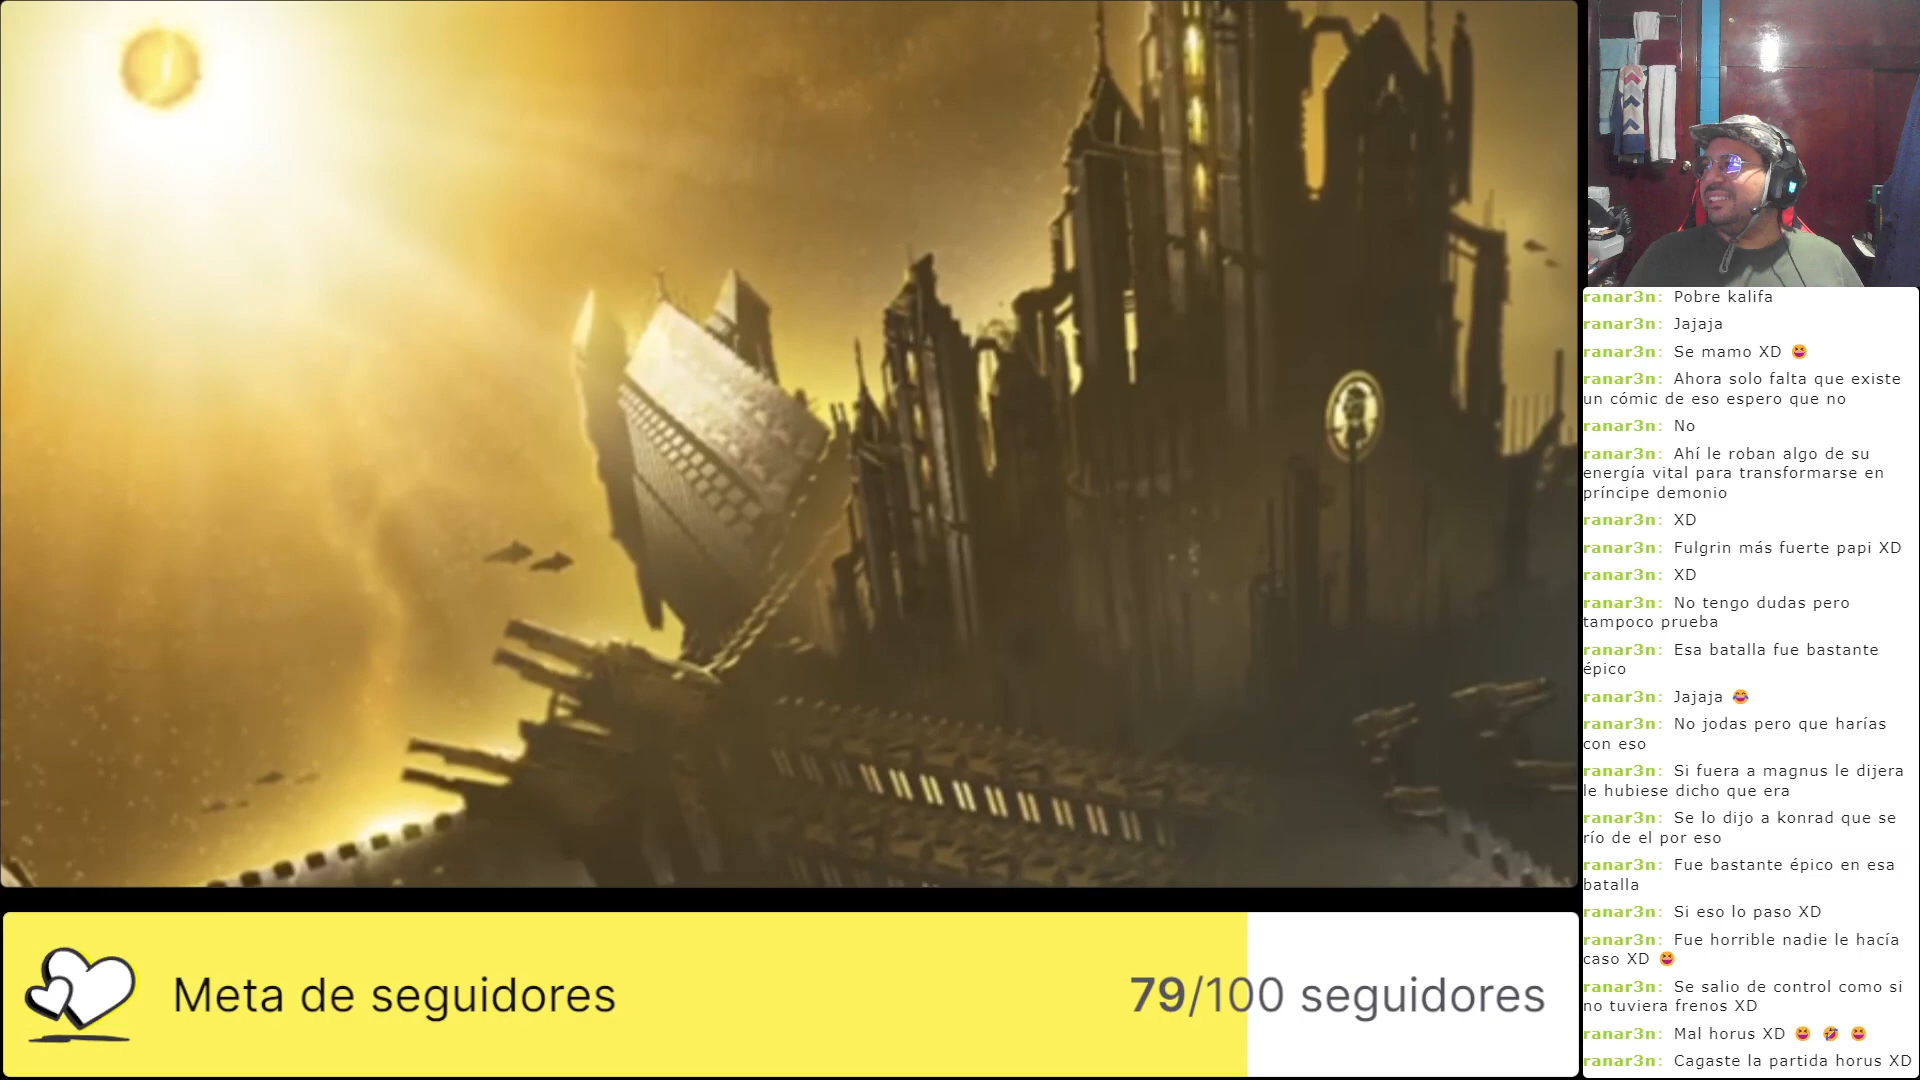 ranar3n: Pobre kalifa
ranar3n: Jajaja
ranar3n: Se mamo XD 😆
ranar3n: Ahora solo falta que existe
un cómic de eso espero que no
ranar3n: No
ranar3n: Ahí le roban algo de su
energía vital para transformarse en
príncipe demonio
ranar3n: XD
ranar3n: Fulgrin más fuerte papi XD
ranar3n: XD
ranar3n: No tengo dudas pero
tampoco prueba
ranar3n: Esa batalla fue bastante
épico
ranar3n: Jajaja 😂
ranar3n: No jodas pero que harías
con eso
ranar3n: Si fuera a magnus le dijera
le hubiese dicho que era
ranar3n: Se lo dijo a konrad que se
río de el por eso
ranar3n: Fue bastante épico en esa
batalla
ranar3n: Si eso lo paso XD
ranar3n: Fue horrible nadie le hacía
caso XD 😆
ranar3n: Se salio de control como si
no tuviera frenos XD
ranar3n: Mal horus XD 😆 🤣 😆
ranar3n: Cagaste la partida horus XD
Meta de seguidores
79/100 seguidores